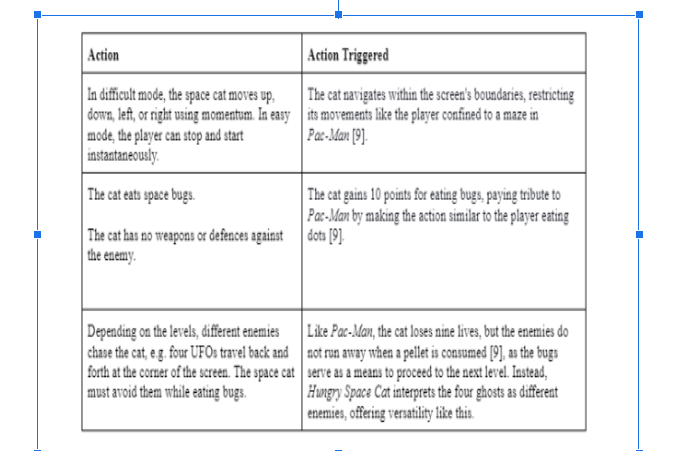 Action
Action Triggered
In difficult mode, the space cat moves up,
down, left, or right using momentum. In easy
mode, the player can stop and start
instantaneously.
The cat navigates within the screen's boundaries, restricting
its movements like the player confined to a maze in
Pac-Man [9].
The cat eats space bugs.
The cat has no weapons or defences against
the enemy.
The cat gains 10 points for eating bugs, paying tribute to
Pac-Man by making the action similar to the player eating
dots [9].
Depending on the levels, different enemies
chase the cat, e.g. four UFOs travel back and
forth at the corner of the screen. The space cat
must avoid them while eating bugs.
Like Pac-Man, the cat loses nine lives, but the enemies do
not run away when a pellet is consumed [9], as the bugs
serve as a means to proceed to the next level. Instead,
Hungry Space Cat interprets the four ghosts as different
enemies, offering versatility like this.